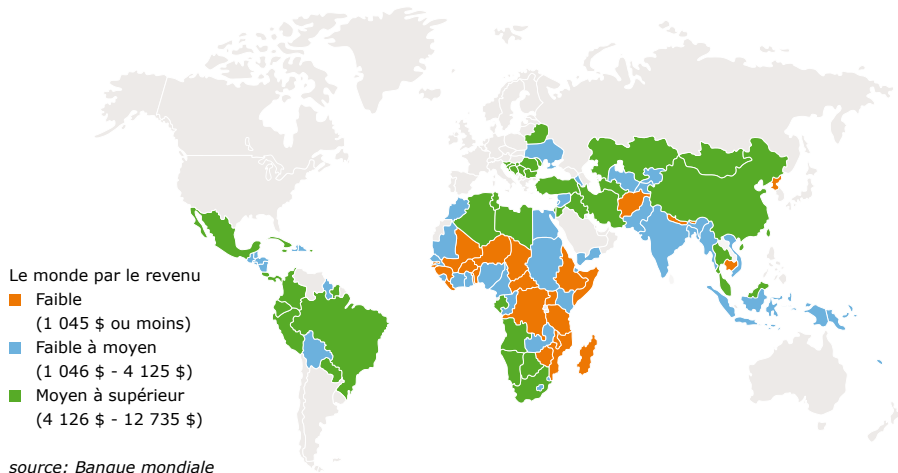 Le monde par le revenu
Faible
(1 045 $ ou moins)
Faible à moyen
(1 046 $ - 4 125 $)
Moyen à supérieur
(4 126 $ - 12 735 $)
source: Banque mondiale